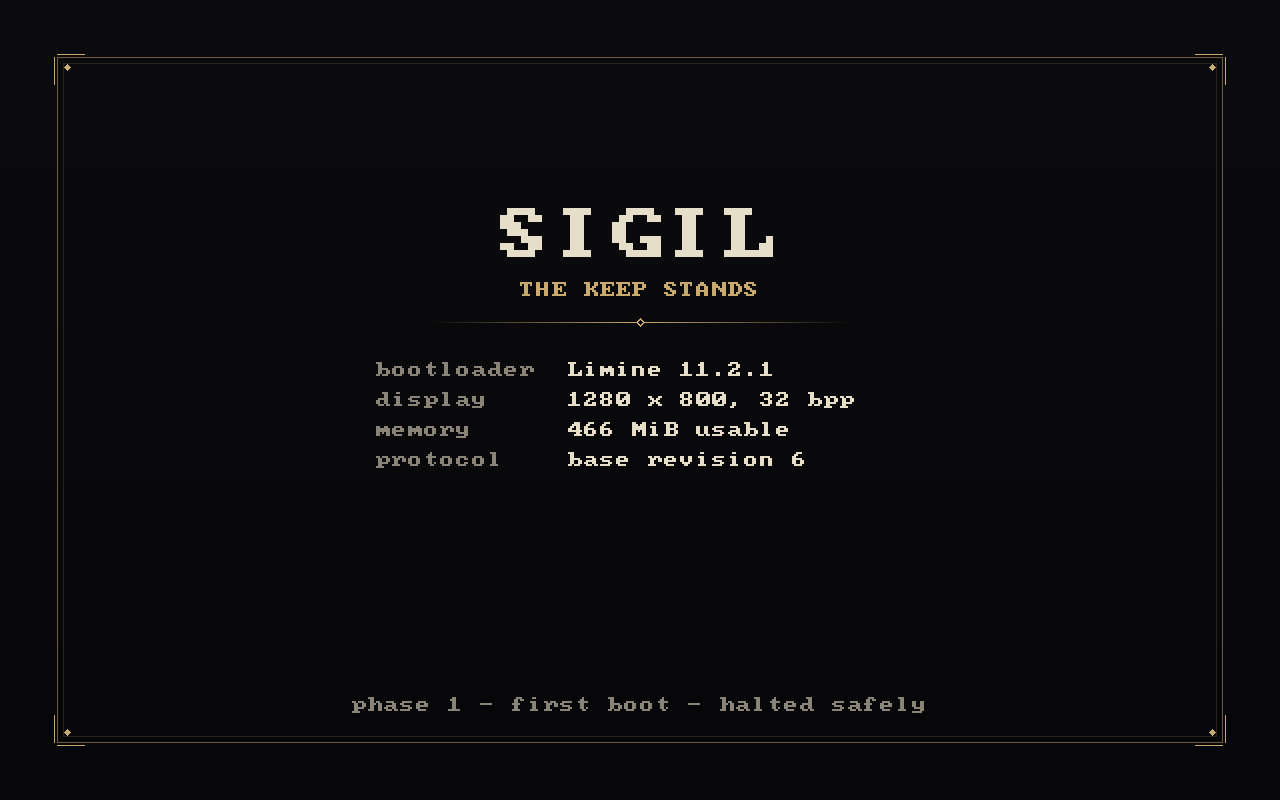 SIGIL
THE KEEP STANDS
bootloader Limine 11.2.1
display 1280 x 800, 32 bpp
memory 466 MiB usable
protocol base revision 6
phase 1 - first boot - halted safely